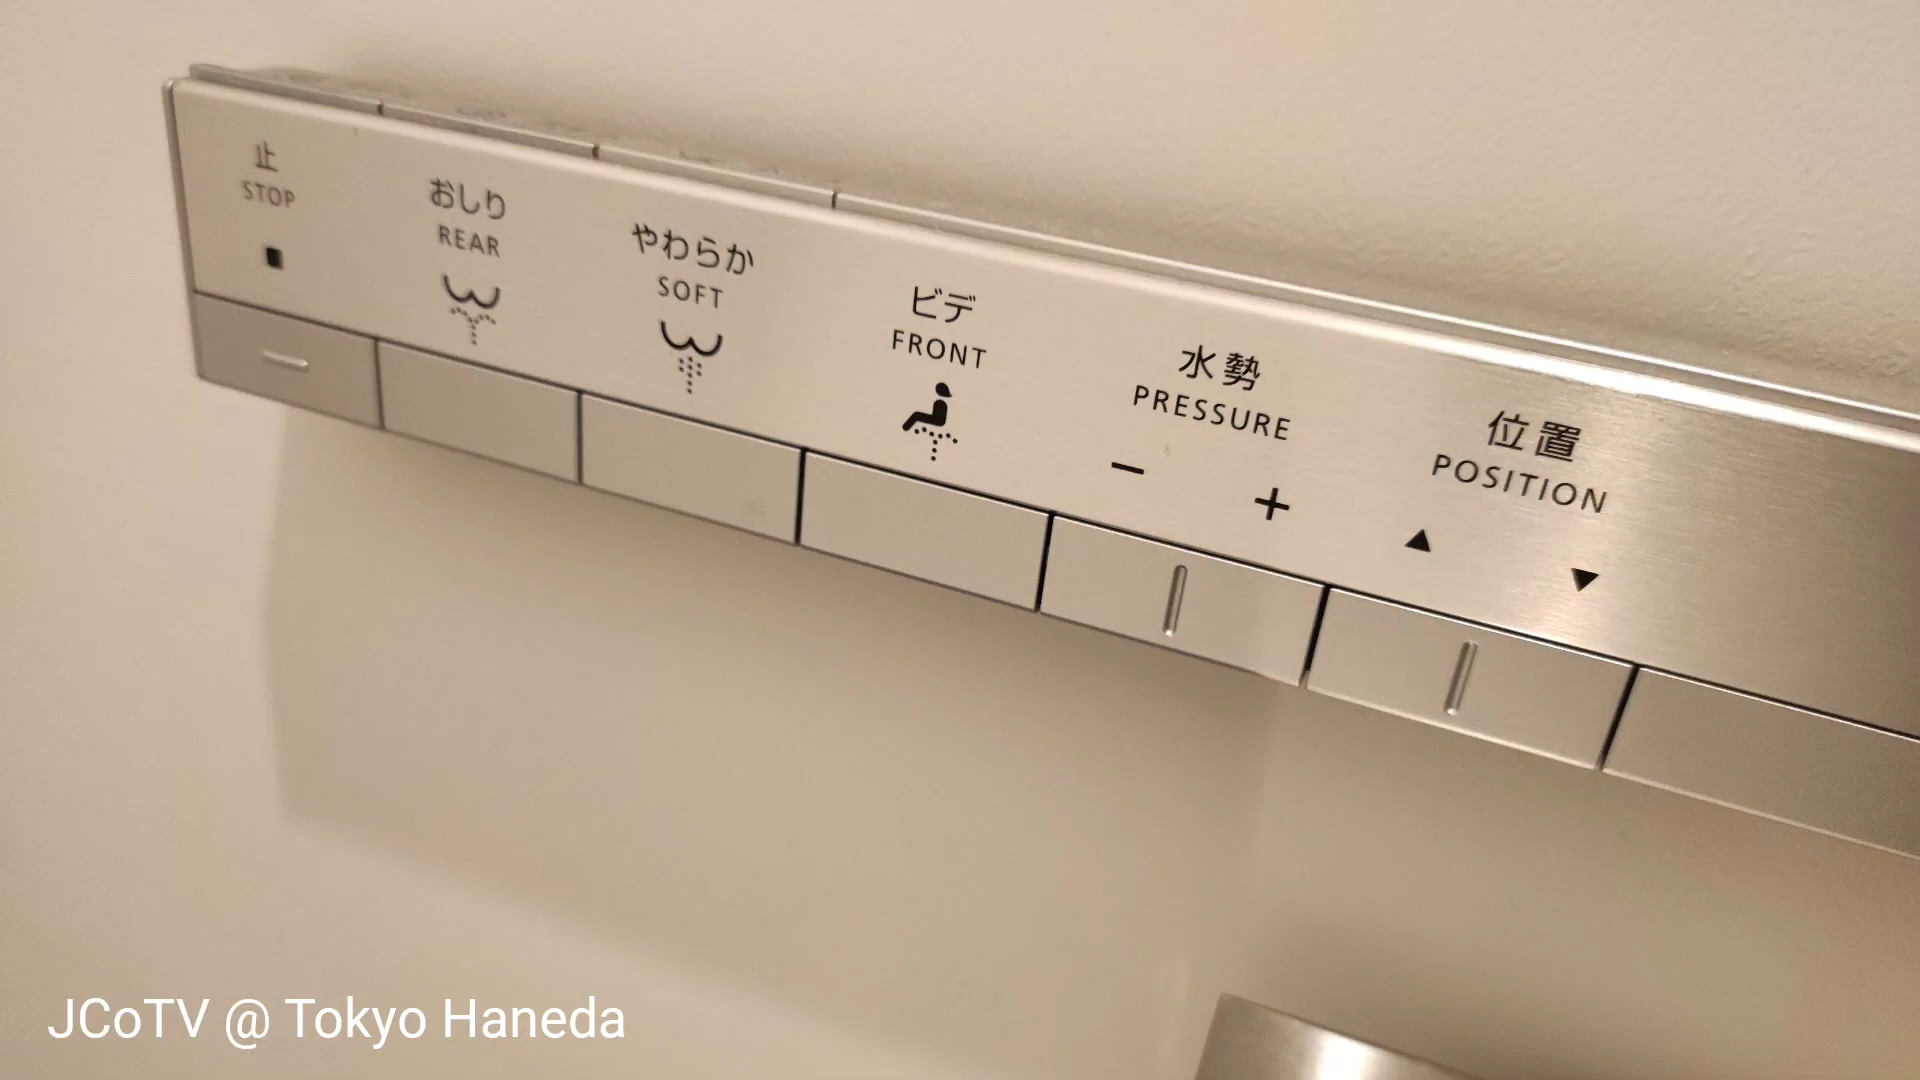 止
STOP
おしり
REAR
やわらか
SOFT
ビデ
FRONT
水勢
PRESSURE
− +
位置
POSITION
▲ ▼
JCoTV @ Tokyo Haneda